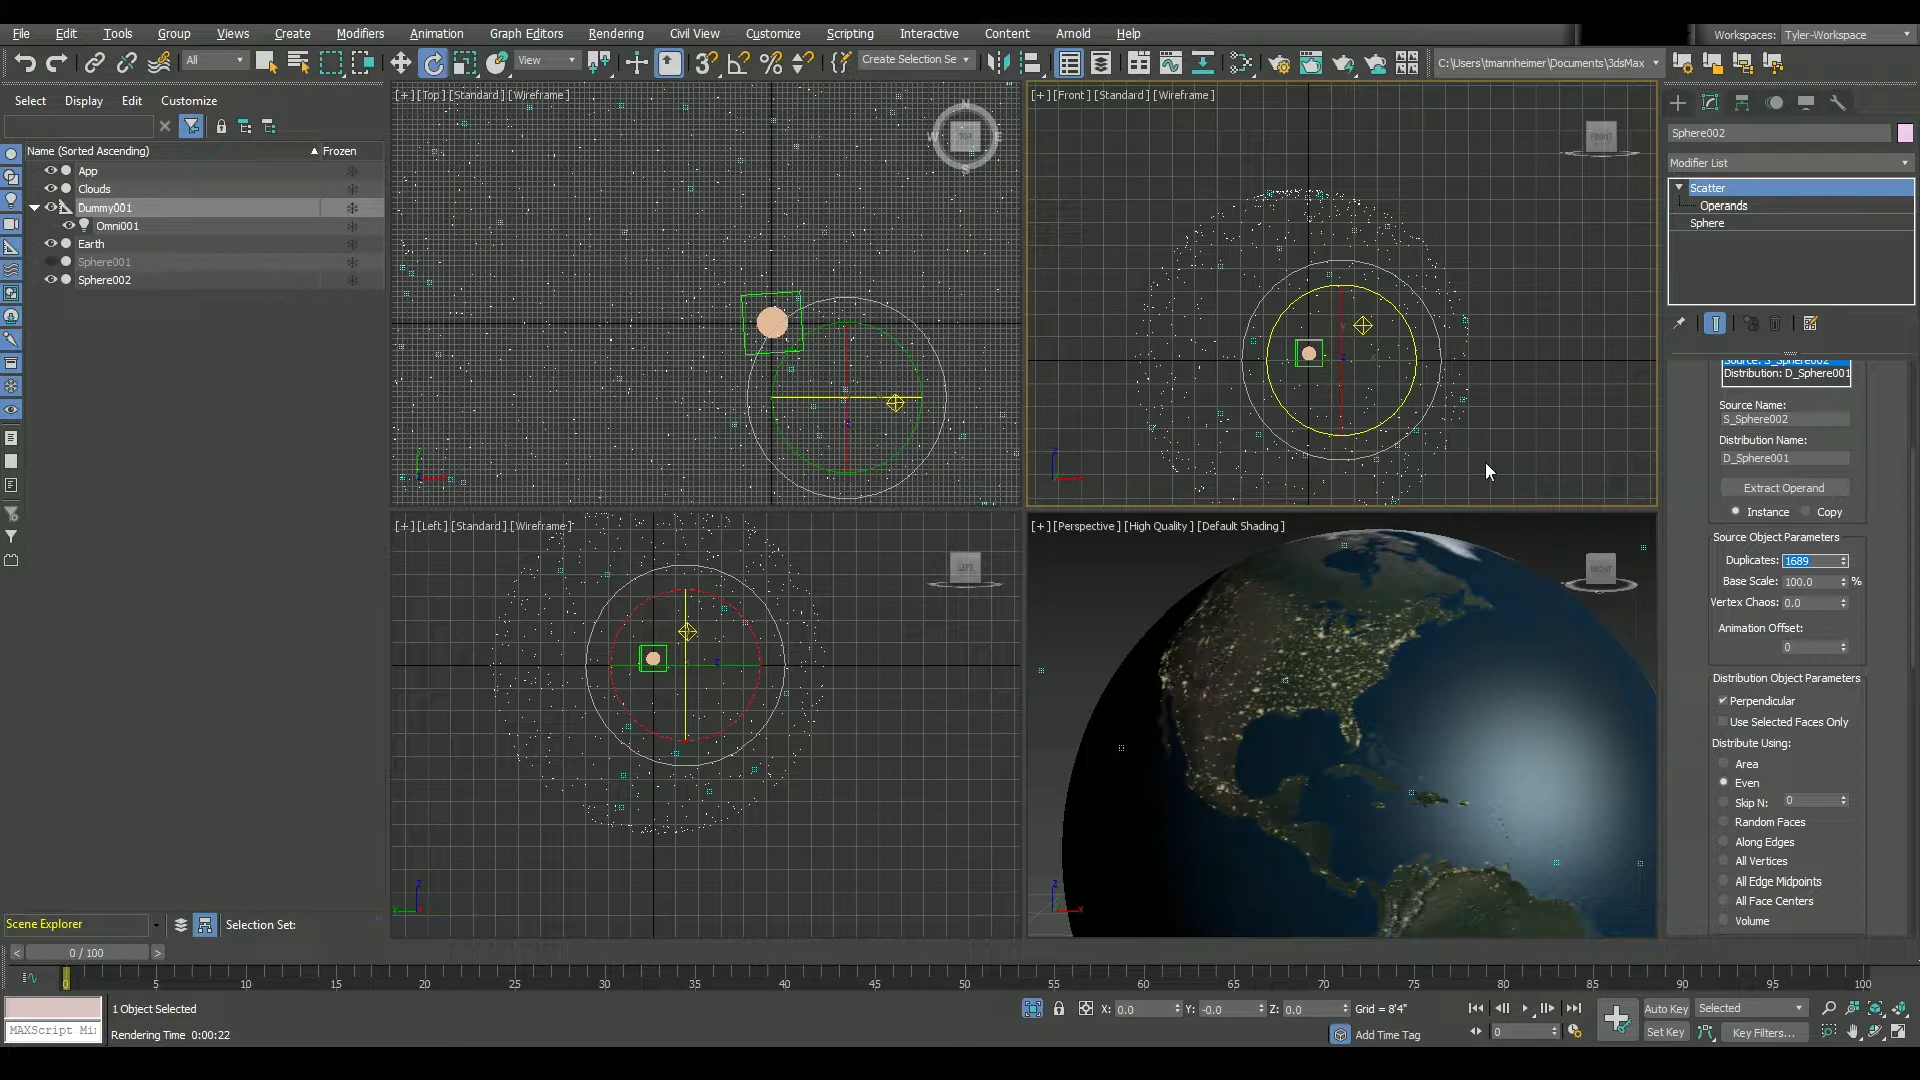 File Edit Tools Group Views Create Modifiers Animation Graph Editors Rendering Civil View Customize Scripting Interactive Content Arnold Help Workspaces: Tyler-Workspace
All View Create Selection Se C:\Users\tmannheimer\Documents\3dsMax
Select Display Edit Customize
[+] [Top] [Standard] [Wireframe]
[+] [Front] [Standard] [Wireframe]
N
W TOP E
S
FRONT
Sphere002
Name (Sorted Ascending) Frozen
Modifier List
App
Clouds
Dummy001
Omni001
Earth
Sphere001
Sphere002
Scatter
Operands
Sphere
Source: S_Sphere002
Distribution: D_Sphere001
Source Name:
S_Sphere002
Distribution Name:
D_Sphere001
Extract Operand
Instance Copy
Source Object Parameters
Duplicates: 1689
Base Scale: 100.0 %
Vertex Chaos: 0.0
Animation Offset:
0
Distribution Object Parameters
Perpendicular
Use Selected Faces Only
Distribute Using:
Area
Even
Skip N: 0
Random Faces
Along Edges
All Vertices
All Edge Midpoints
All Face Centers
Volume
[+] [Left] [Standard] [Wireframe]
LEFT
[+] [Perspective] [High Quality] [Default Shading]
FRONT
Scene Explorer Selection Set:
< 0 / 100 >
0 5 10 15 20 25 30 35 40 45 50 55 60 65 70 75 80 85 90 95 100
1 Object Selected X: 0.0 Y: -0.0 Z: 0.0 Grid = 8'4" Auto Key Selected
MAXScript Mi
Rendering Time 0:00:22 Add Time Tag 0 Set Key Key Filters...